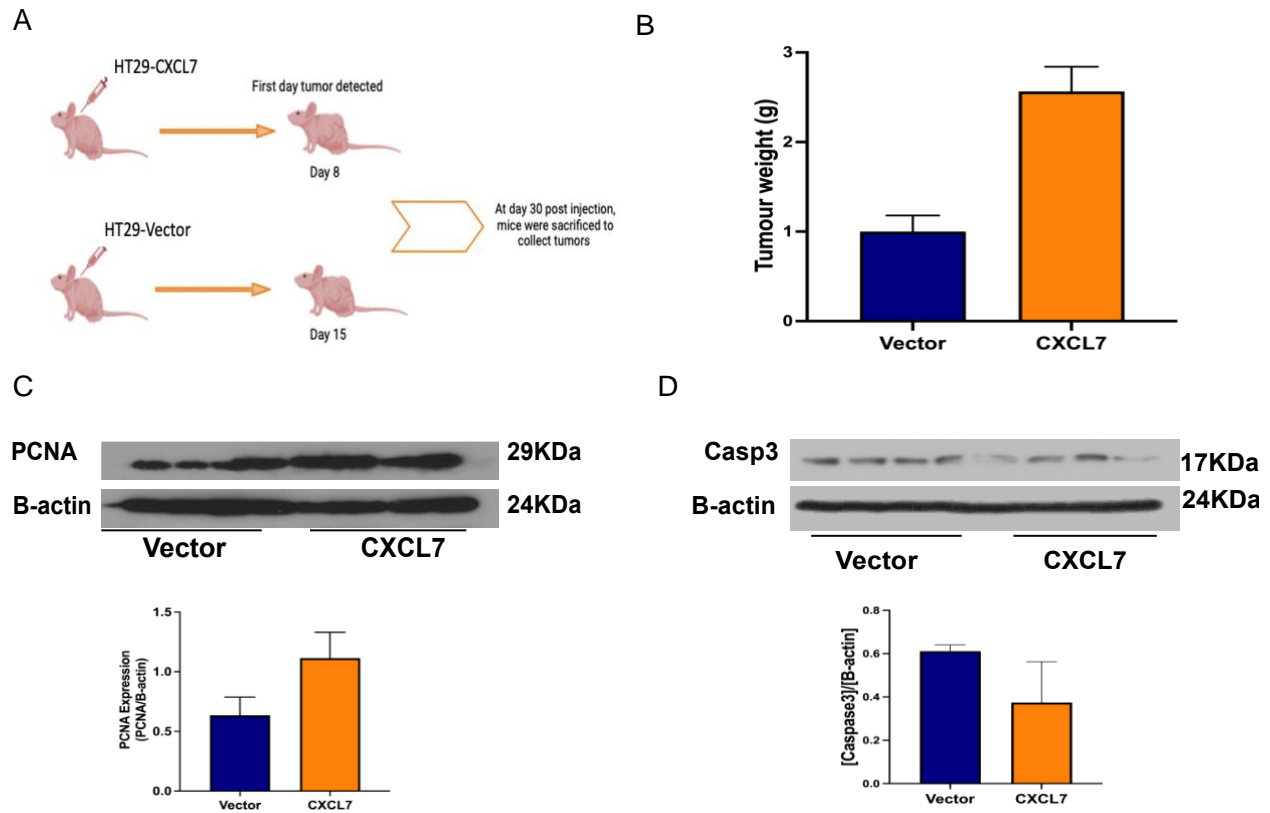 A
HT29-CXCL7
First day tumor detected
Day 8
HT29-Vector
Day 15
At day 30 post injection,
mice were sacrificed to
collect tumors
B
Tumour weight (g)
3
2
1
0
Vector
CXCL7
C
PCNA
29KDa
B-actin
24KDa
Vector
CXCL7
PCNA Expression
(PCNA/B-actin)
1.5
1.0
0.5
0.0
Vector
CXCL7
D
Casp3
17KDa
B-actin
24KDa
Vector
CXCL7
[Caspase3]/[B-actin]
0.8
0.6
0.4
0.2
0.0
Vector
CXCL7